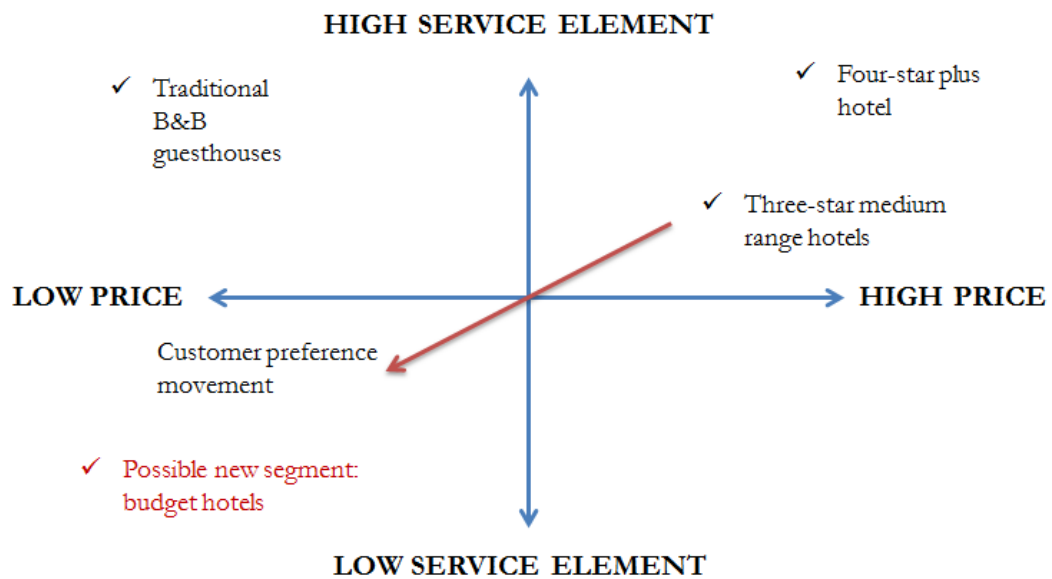 HIGH SERVICE ELEMENT
✓ Traditional
B&B
guesthouses
✓ Four-star plus
hotel
✓ Three-star medium
range hotels
LOW PRICE
HIGH PRICE
Customer preference
movement
✓ Possible new segment:
budget hotels
LOW SERVICE ELEMENT